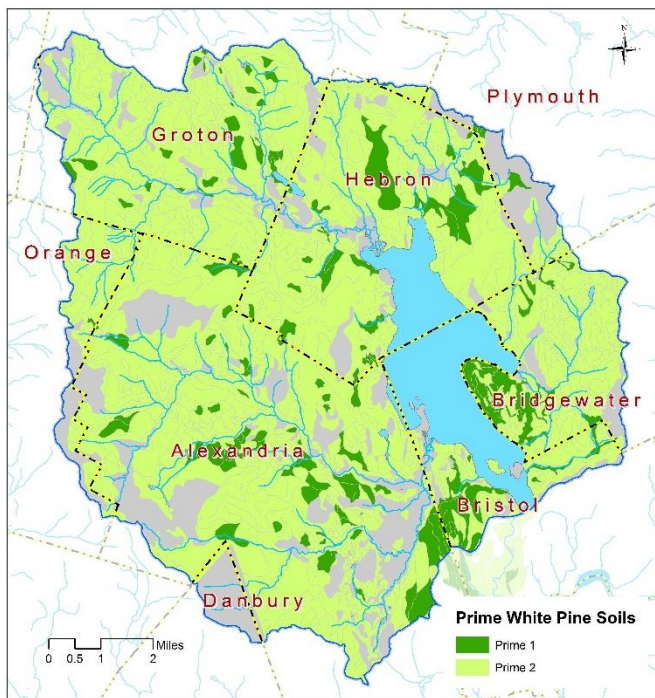 Plymouth
Groton
Hebron
Orange
Bridgewater
Alexandria
Bristol
Danbury
Prime White Pine Soils
Prime 1
Prime 2
0 0.5 1 2 Miles